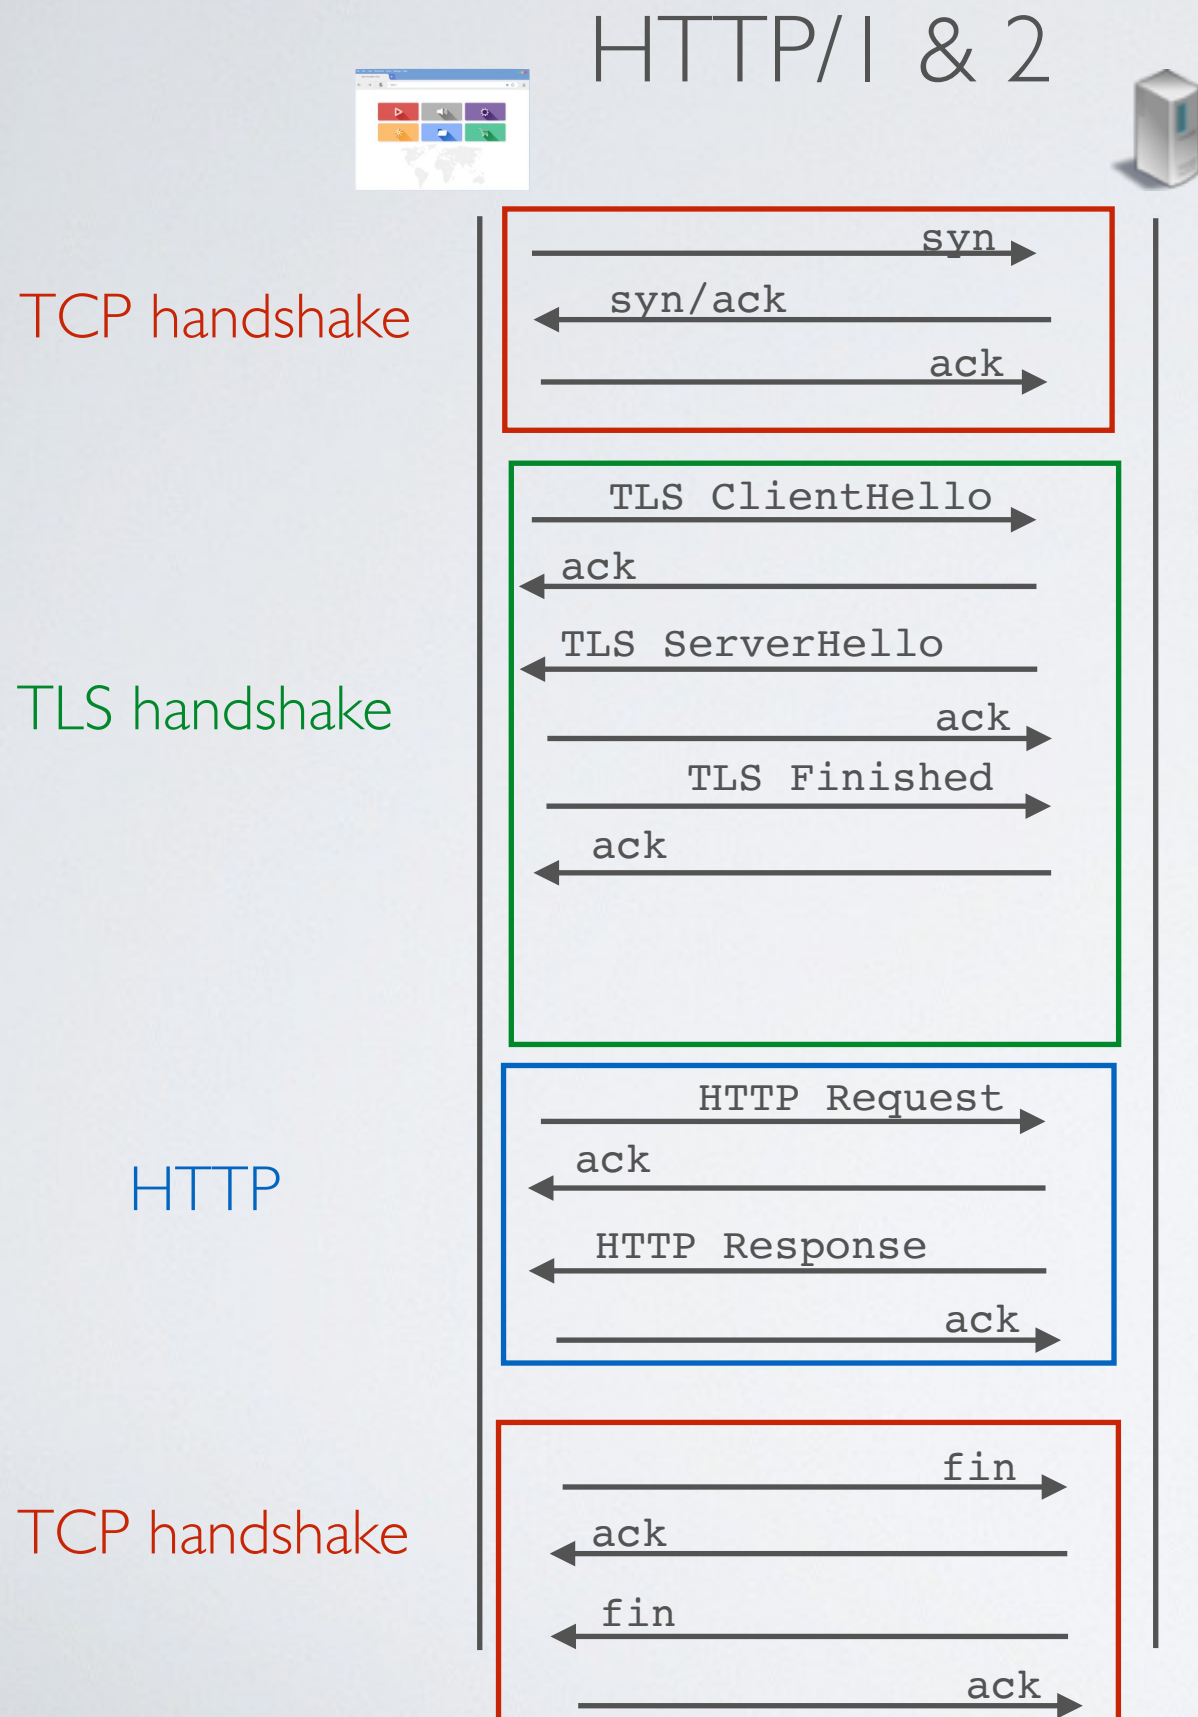 HTTP/1 & 2
syn
syn/ack
TCP handshake
ack
TLS ClientHello
ack
TLS ServerHello
TLS handshake
ack
TLS Finished
ack
HTTP Request
ack
HTTP
HTTP Response
ack
fin
TCP handshake
ack
fin
ack